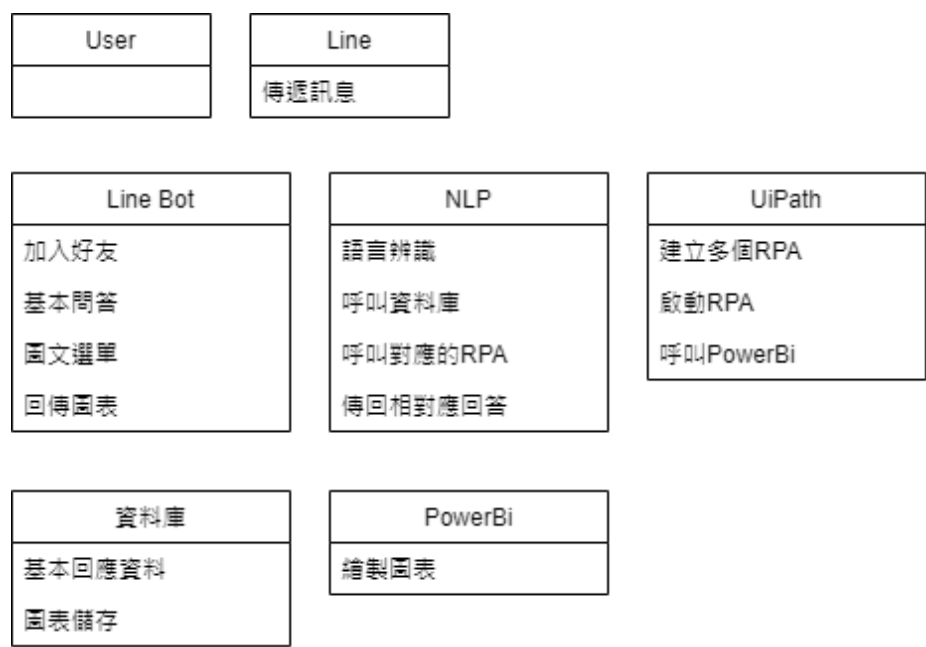 User
Line
傳遞訊息
Line Bot
加入好友
基本問答
圖文選單
回傳圖表
NLP
語言辨識
呼叫資料庫
呼叫對應的RPA
傳回相對應回答
UiPath
建立多個RPA
啟動RPA
呼叫PowerBi
資料庫
基本回應資料
圖表儲存
PowerBi
繪製圖表